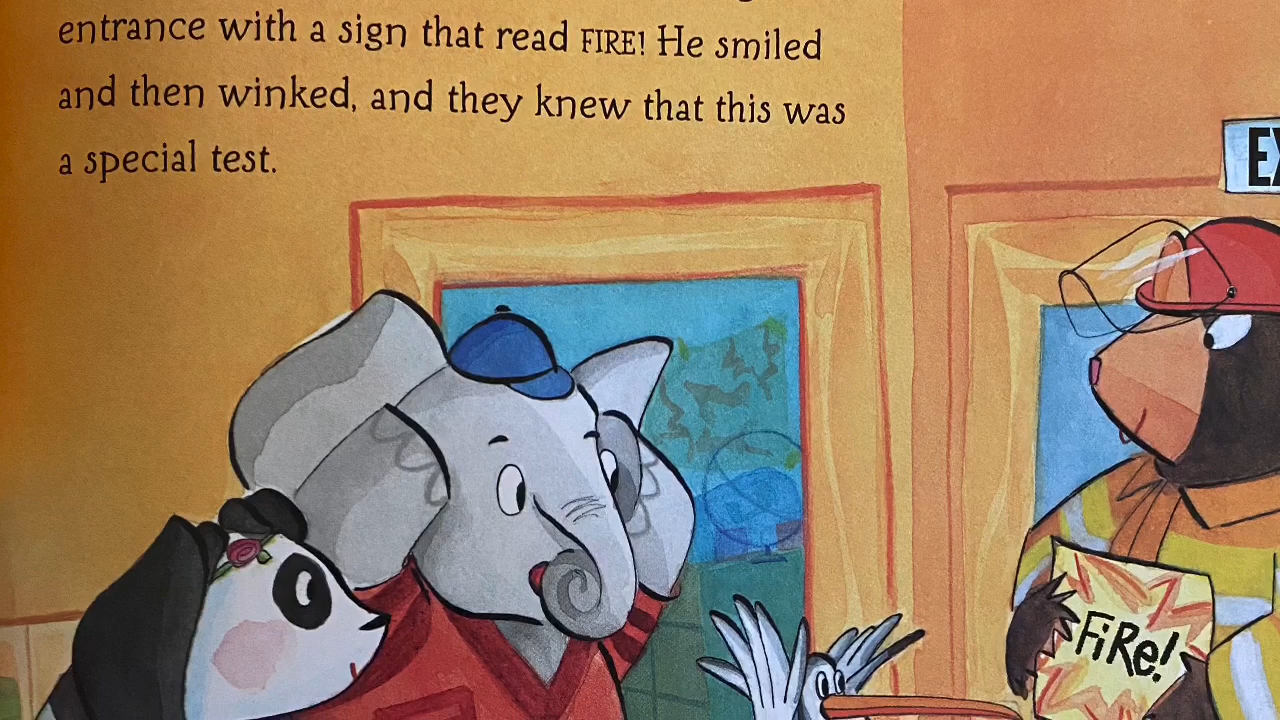 entrance with a sign that read FIRE! He smiled
and then winked, and they knew that this was
a special test.
FiRe!